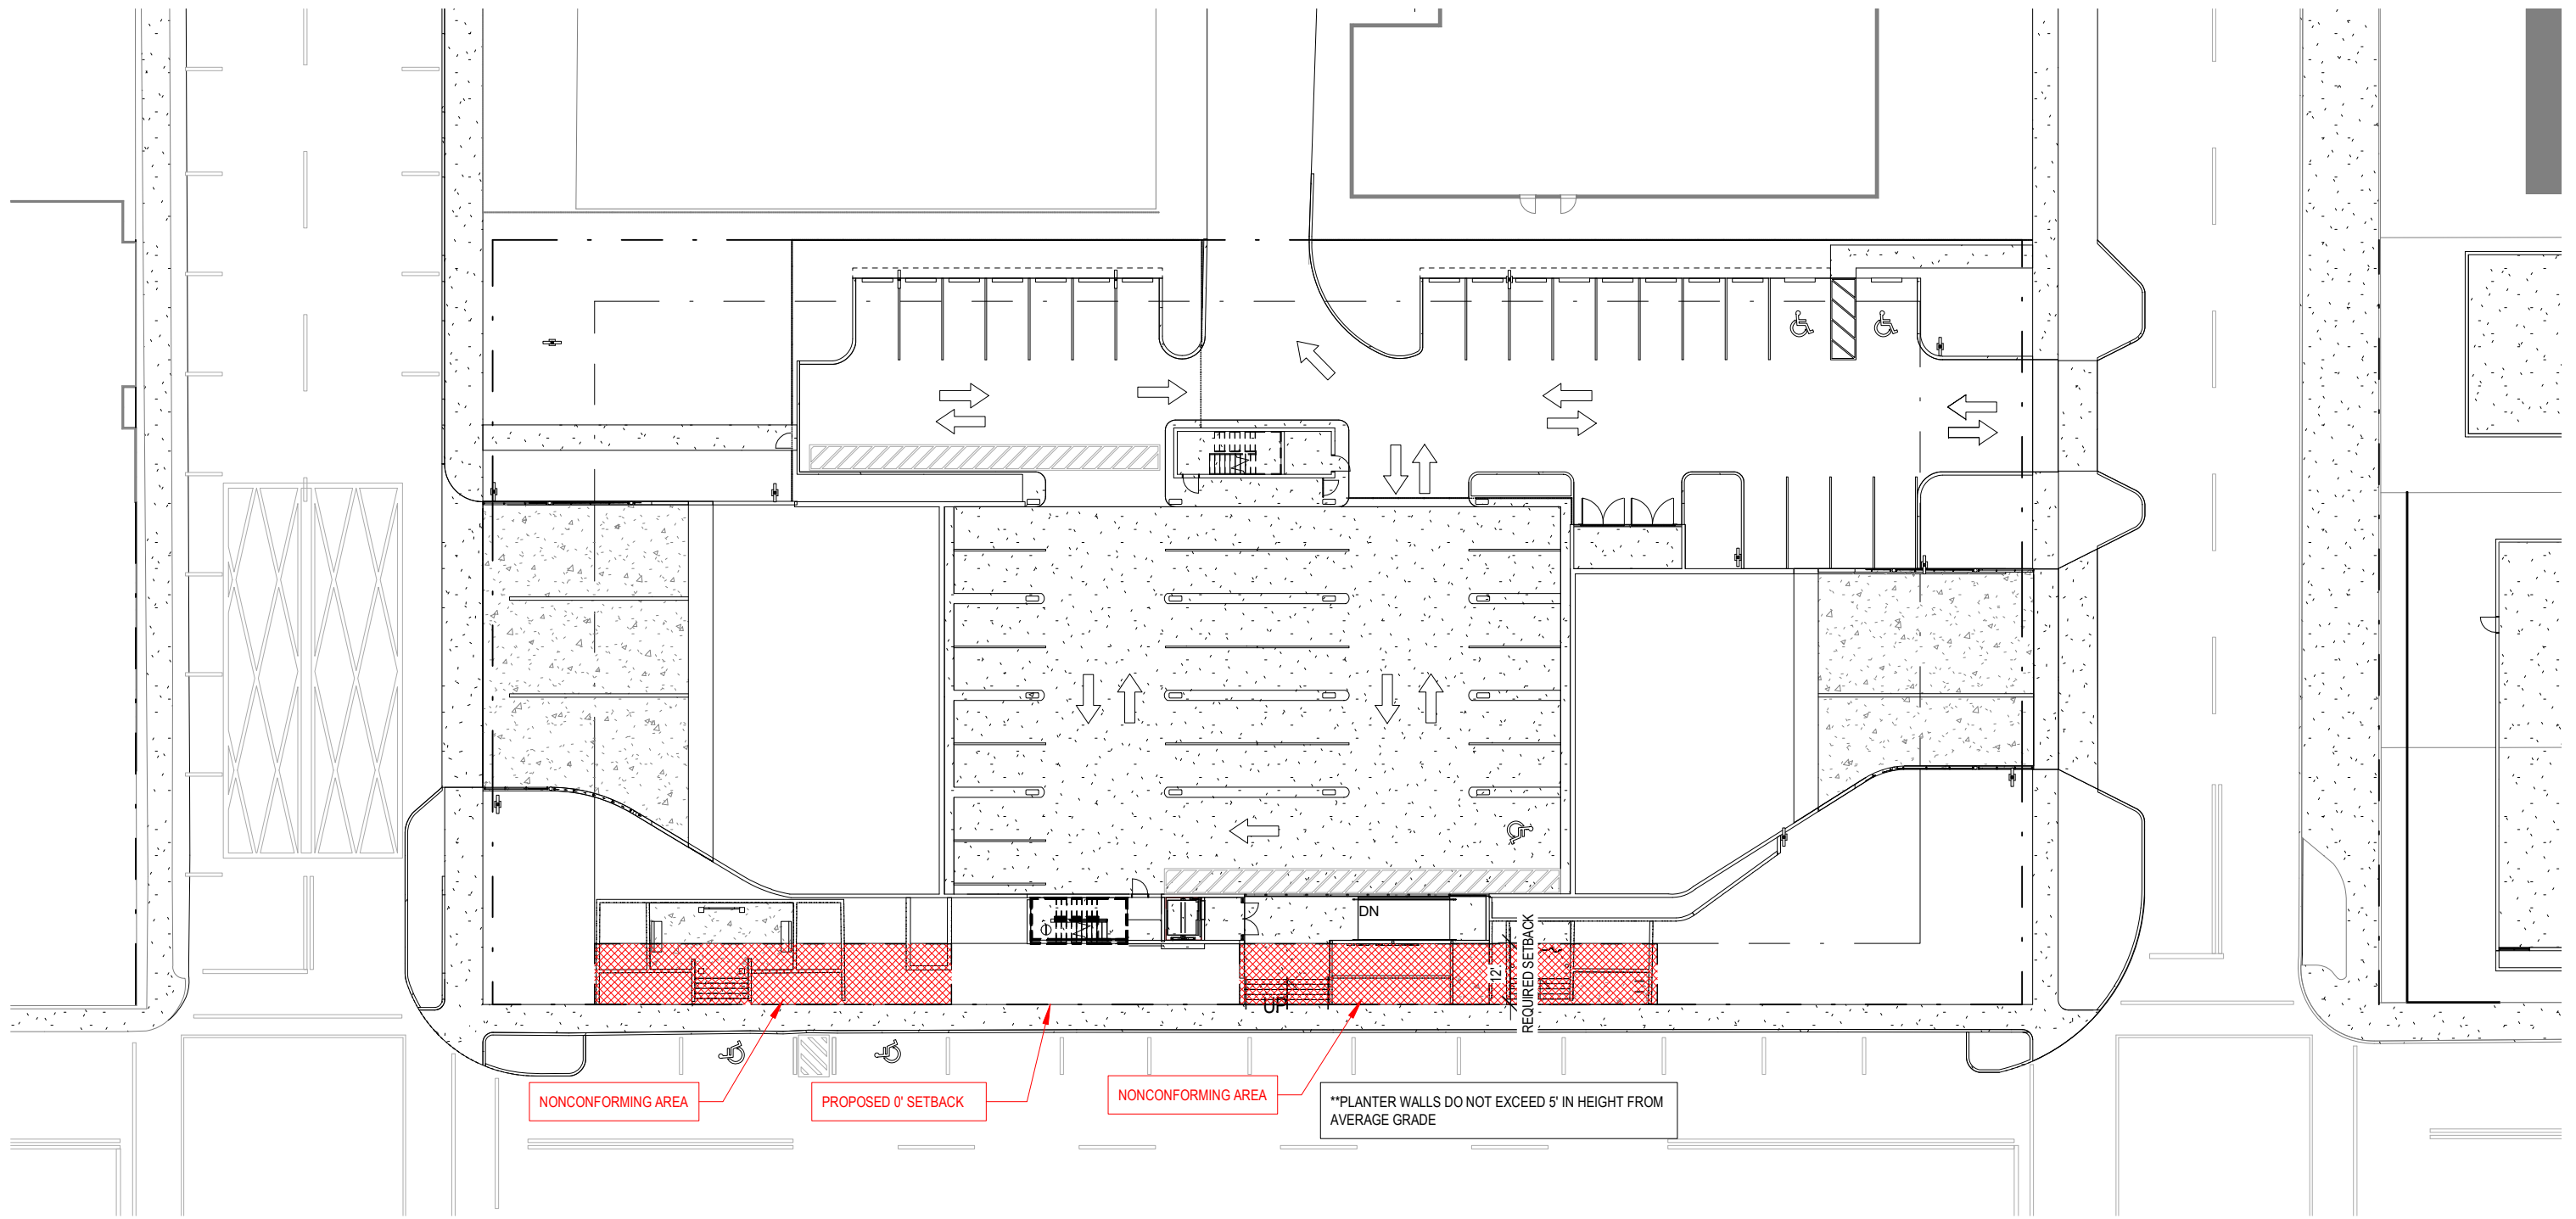 DN
12'
REQUIRED SETBACK
UP
NONCONFORMING AREA
PROPOSED 0' SETBACK
NONCONFORMING AREA
**PLANTER WALLS DO NOT EXCEED 5' IN HEIGHT FROM
AVERAGE GRADE